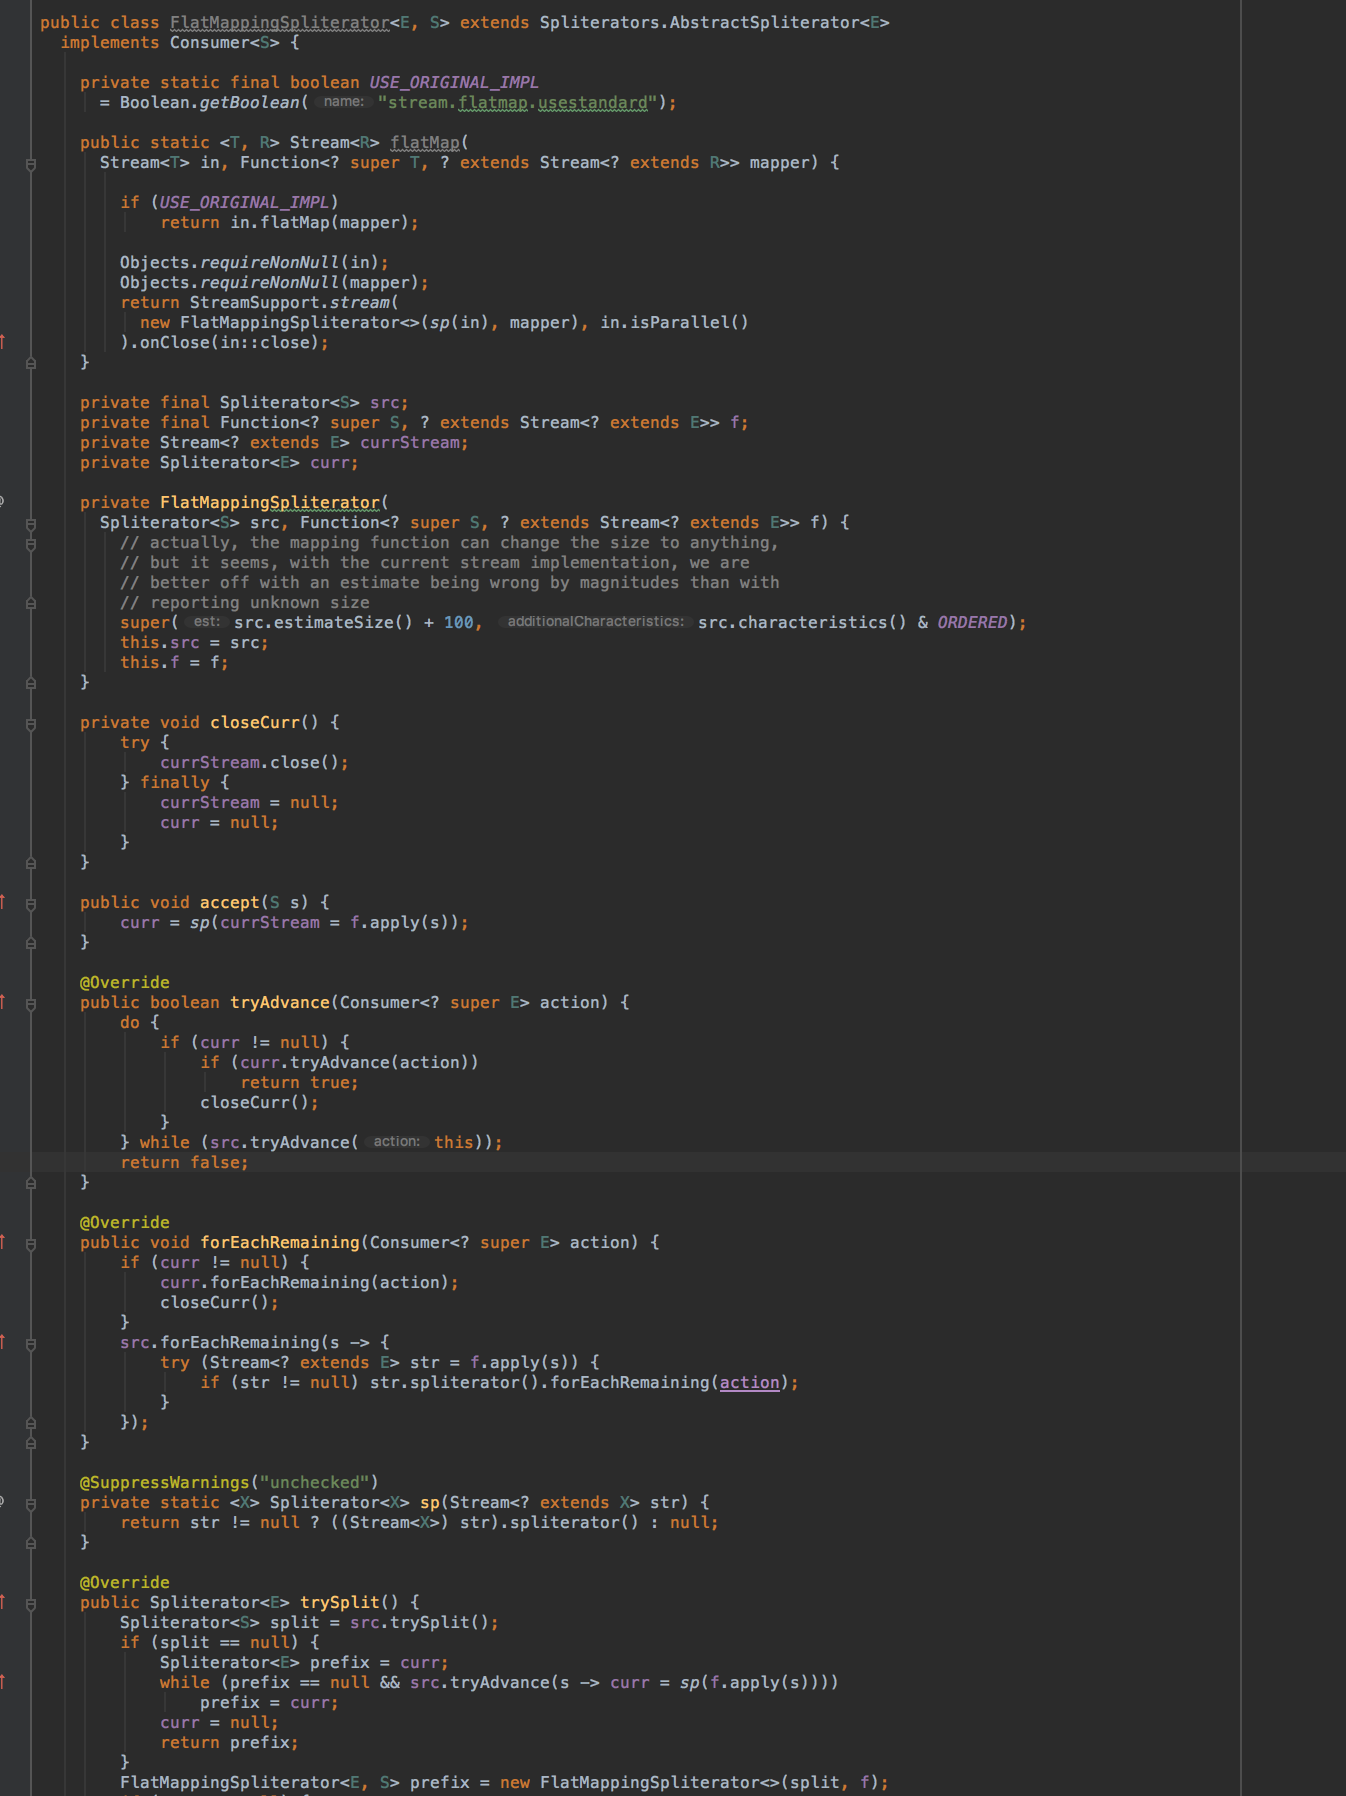 public class FlatMappingSpliterator<E, S> extends Spliterators.AbstractSpliterator<E>
implements Consumer<S> {
private static final boolean USE_ORIGINAL_IMPL
= Boolean.getBoolean( name: "stream.flatmap.usestandard");
public static <T, R> Stream<R> flatMap(
Stream<T> in, Function<? super T, ? extends Stream<? extends R>> mapper) {
if (USE_ORIGINAL_IMPL)
return in.flatMap(mapper);
Objects.requireNonNull(in);
Objects.requireNonNull(mapper);
return StreamSupport.stream(
new FlatMappingSpliterator<>(sp(in), mapper), in.isParallel()
).onClose(in::close);
}
private final Spliterator<S> src;
private final Function<? super S, ? extends Stream<? extends E>> f;
private Stream<? extends E> currStream;
private Spliterator<E> curr;
private FlatMappingSpliterator(
Spliterator<S> src, Function<? super S, ? extends Stream<? extends E>> f) {
// actually, the mapping function can change the size to anything,
// but it seems, with the current stream implementation, we are
// better off with an estimate being wrong by magnitudes than with
// reporting unknown size
super( est: src.estimateSize() + 100, additionalCharacteristics: src.characteristics() & ORDERED);
this.src = src;
this.f = f;
}
private void closeCurr() {
try {
currStream.close();
} finally {
currStream = null;
curr = null;
}
}
public void accept(S s) {
curr = sp(currStream = f.apply(s));
}
@Override
public boolean tryAdvance(Consumer<? super E> action) {
do {
if (curr != null) {
if (curr.tryAdvance(action))
return true;
closeCurr();
}
} while (src.tryAdvance( action: this));
return false;
}
@Override
public void forEachRemaining(Consumer<? super E> action) {
if (curr != null) {
curr.forEachRemaining(action);
closeCurr();
}
src.forEachRemaining(s -> {
try (Stream<? extends E> str = f.apply(s)) {
if (str != null) str.spliterator().forEachRemaining(action);
}
});
}
@SuppressWarnings("unchecked")
private static <X> Spliterator<X> sp(Stream<? extends X> str) {
return str != null ? ((Stream<X>) str).spliterator() : null;
}
@Override
public Spliterator<E> trySplit() {
Spliterator<S> split = src.trySplit();
if (split == null) {
Spliterator<E> prefix = curr;
while (prefix == null && src.tryAdvance(s -> curr = sp(f.apply(s))))
prefix = curr;
curr = null;
return prefix;
}
FlatMappingSpliterator<E, S> prefix = new FlatMappingSpliterator<>(split, f);